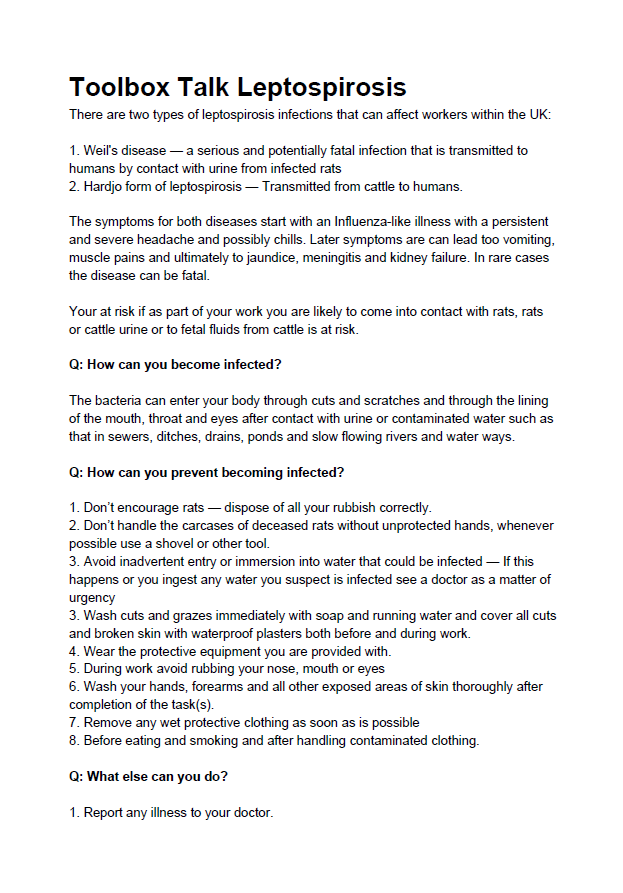 Toolbox Talk Leptospirosis
There are two types of leptospirosis infections that can affect workers within the UK:
1. Weil's disease — a serious and potentially fatal infection that is transmitted to
humans by contact with urine from infected rats
2. Hardjo form of leptospirosis — Transmitted from cattle to humans.
The symptoms for both diseases start with an Influenza-like illness with a persistent
and severe headache and possibly chills. Later symptoms are can lead too vomiting,
muscle pains and ultimately to jaundice, meningitis and kidney failure. In rare cases
the disease can be fatal.
Your at risk if as part of your work you are likely to come into contact with rats, rats
or cattle urine or to fetal fluids from cattle is at risk.
Q: How can you become infected?
The bacteria can enter your body through cuts and scratches and through the lining
of the mouth, throat and eyes after contact with urine or contaminated water such as
that in sewers, ditches, drains, ponds and slow flowing rivers and water ways.
Q: How can you prevent becoming infected?
1. Don’t encourage rats — dispose of all your rubbish correctly.
2. Don’t handle the carcases of deceased rats without unprotected hands, whenever
possible use a shovel or other tool.
3. Avoid inadvertent entry or immersion into water that could be infected — If this
happens or you ingest any water you suspect is infected see a doctor as a matter of
urgency
3. Wash cuts and grazes immediately with soap and running water and cover all cuts
and broken skin with waterproof plasters both before and during work.
4. Wear the protective equipment you are provided with.
5. During work avoid rubbing your nose, mouth or eyes
6. Wash your hands, forearms and all other exposed areas of skin thoroughly after
completion of the task(s).
7. Remove any wet protective clothing as soon as is possible
8. Before eating and smoking and after handling contaminated clothing.
Q: What else can you do?
1. Report any illness to your doctor.